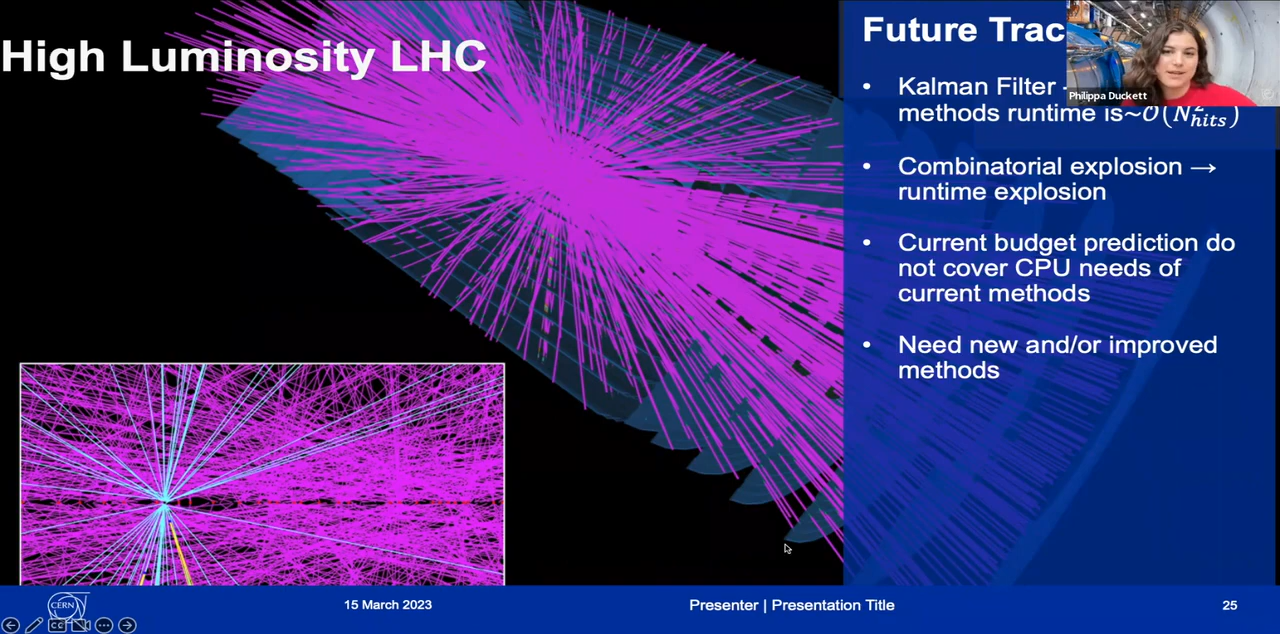 High Luminosity LHC
Future Trac
• Kalman Filter
methods runtime is~𝒪(N²hits)
• Combinatorial explosion →
runtime explosion
• Current budget prediction do
not cover CPU needs of
current methods
• Need new and/or improved
methods
Philippa Duckett
CERN
15 March 2023
Presenter | Presentation Title
25
CC